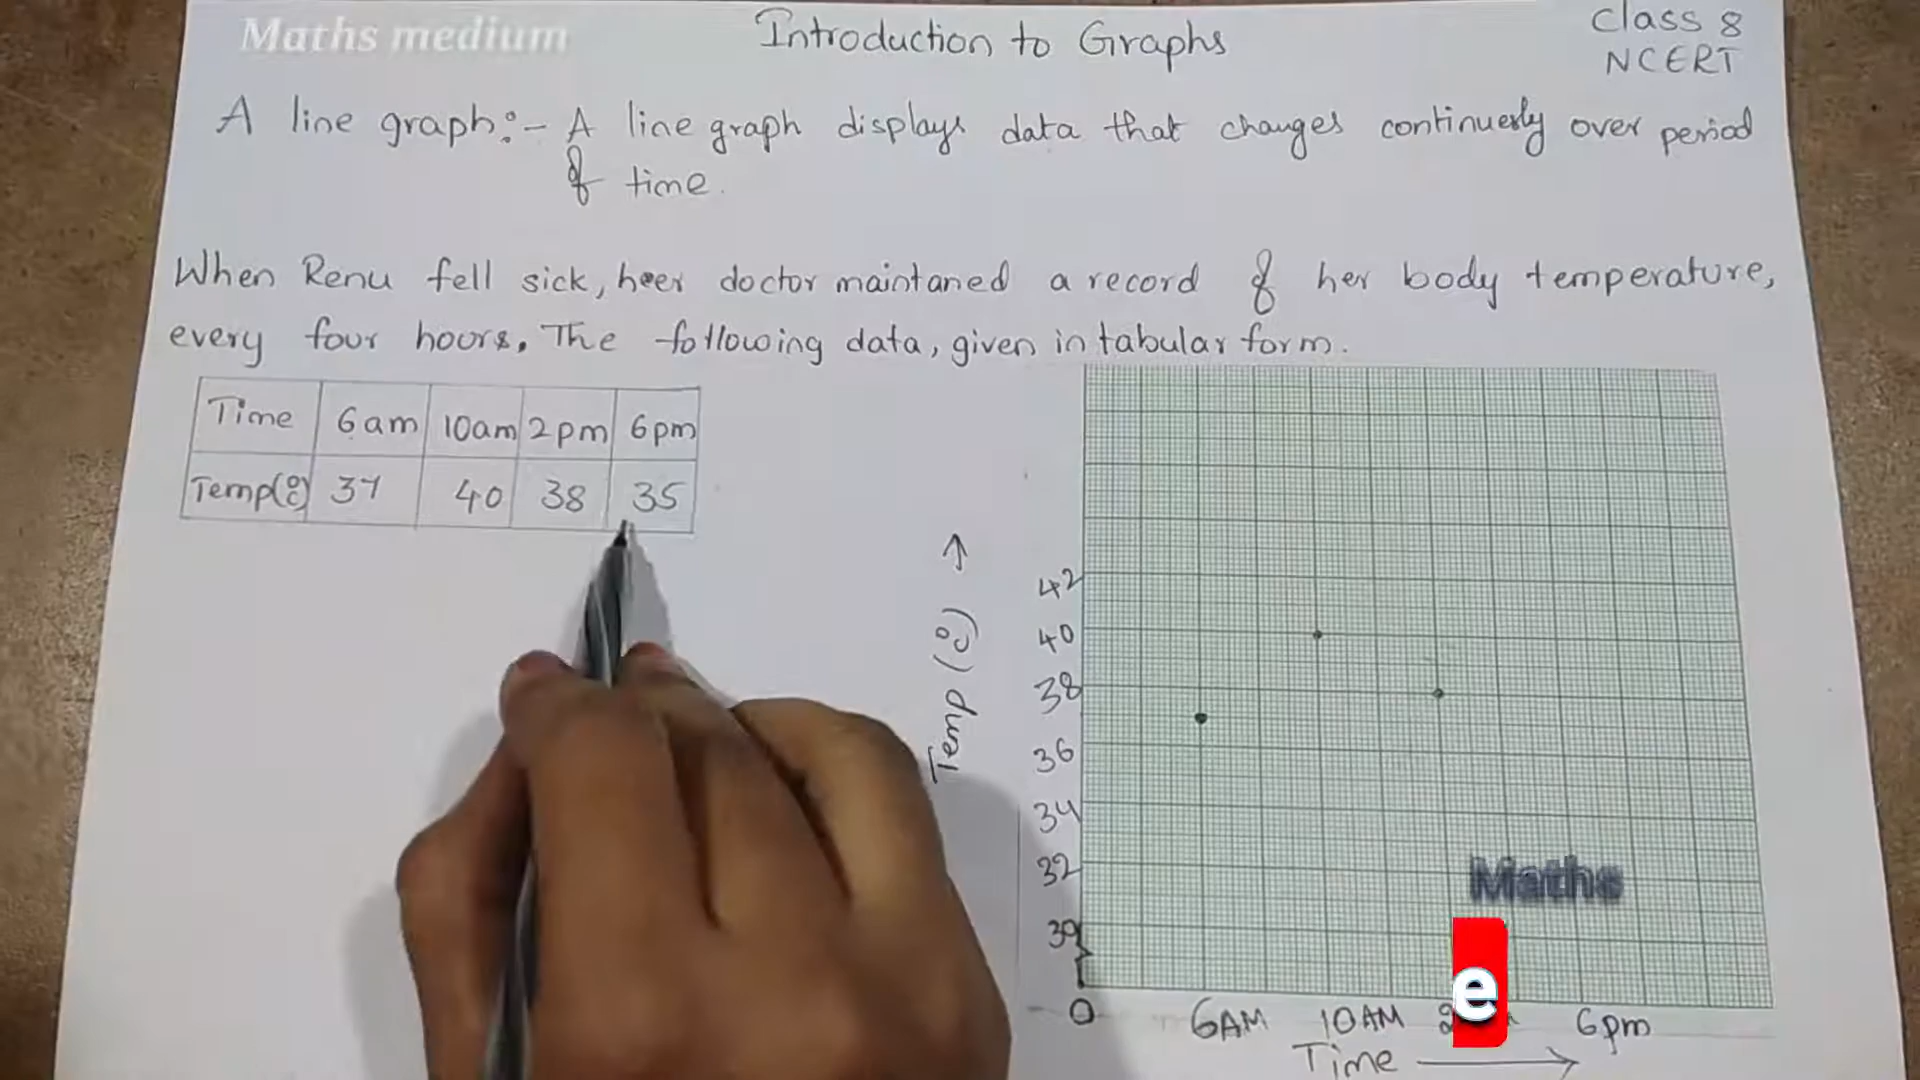 Maths medium
Introduction to Graphs
Class 8
NCERT
A line graph:- A line graph displays data that changes continuesly over period
of time.
When Renu fell sick, heer doctor maintaned a record of her body temperature,
every four hours. The following data, given in tabular form.
Time 6am 10am 2pm 6pm
Temp(°C) 37 40 38 35
Temp (°C) →
42
40
38
36
34
32
30
0
6AM 10AM 6pm
Time →
Maths
e